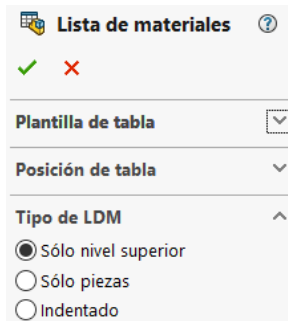 Lista de materiales
Plantilla de tabla
Posición de tabla
Tipo de LDM
Sólo nivel superior
Sólo piezas
Indentado